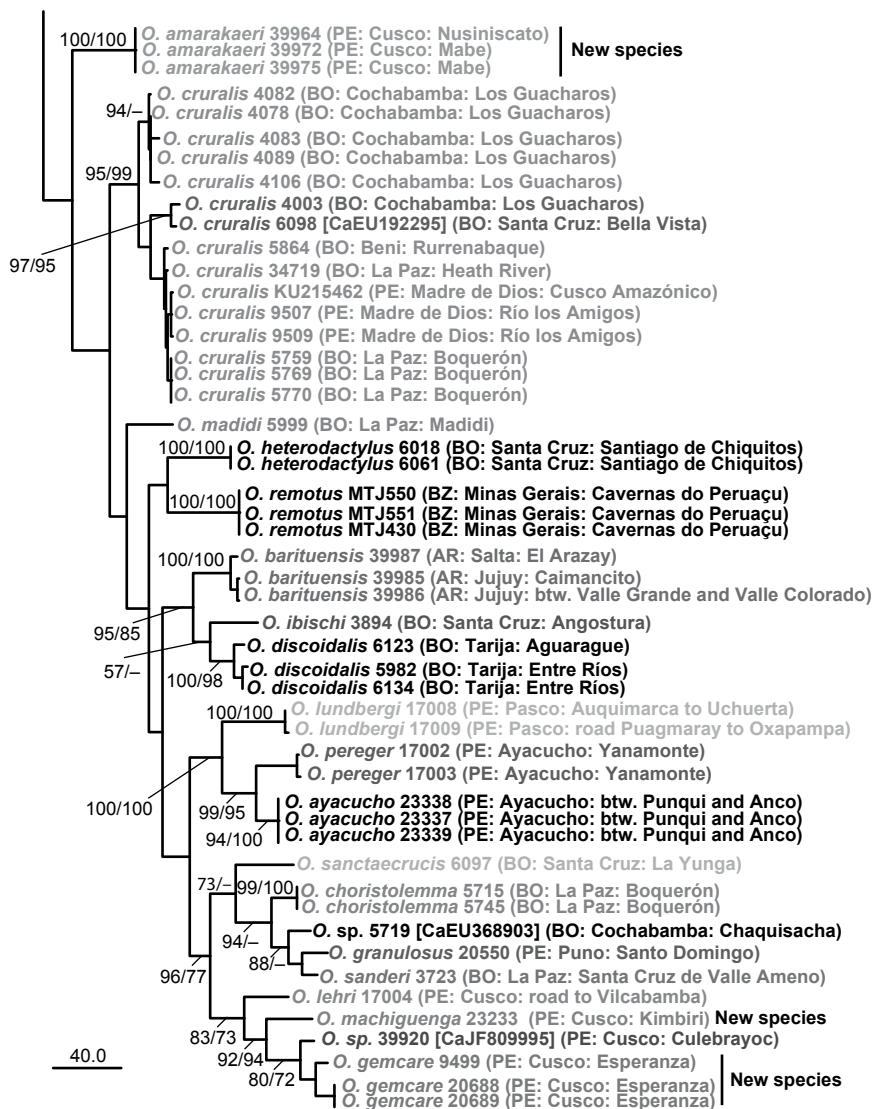 100/100
O. amarakaeri 39964 (PE: Cusco: Nusiniscato)
O. amarakaeri 39972 (PE: Cusco: Mabe)
New species
O. amarakaeri 39975 (PE: Cusco: Mabe)
O. cruralis 4082 (BO: Cochabamba: Los Guacharos)
94/–
O. cruralis 4078 (BO: Cochabamba: Los Guacharos)
O. cruralis 4083 (BO: Cochabamba: Los Guacharos)
O. cruralis 4089 (BO: Cochabamba: Los Guacharos)
95/99
O. cruralis 4106 (BO: Cochabamba: Los Guacharos)
O. cruralis 4003 (BO: Cochabamba: Los Guacharos)
O. cruralis 6098 [CaEU192295] (BO: Santa Cruz: Bella Vista)
97/95
O. cruralis 5864 (BO: Beni: Rurrenabaque)
O. cruralis 34719 (BO: La Paz: Heath River)
O. cruralis KU215462 (PE: Madre de Dios: Cusco Amazónico)
O. cruralis 9507 (PE: Madre de Dios: Río los Amigos)
O. cruralis 9509 (PE: Madre de Dios: Río los Amigos)
O. cruralis 5759 (BO: La Paz: Boquerón)
O. cruralis 5769 (BO: La Paz: Boquerón)
O. cruralis 5770 (BO: La Paz: Boquerón)
O. madidi 5999 (BO: La Paz: Madidi)
100/100
O. heterodactylus 6018 (BO: Santa Cruz: Santiago de Chiquitos)
O. heterodactylus 6061 (BO: Santa Cruz: Santiago de Chiquitos)
100/100
O. remotus MTJ550 (BZ: Minas Gerais: Cavernas do Peruaçu)
O. remotus MTJ551 (BZ: Minas Gerais: Cavernas do Peruaçu)
O. remotus MTJ430 (BZ: Minas Gerais: Cavernas do Peruaçu)
100/100
O. barituensis 39987 (AR: Salta: El Arazay)
O. barituensis 39985 (AR: Jujuy: Caimancito)
O. barituensis 39986 (AR: Jujuy: btw. Valle Grande and Valle Colorado)
95/85
O. ibischi 3894 (BO: Santa Cruz: Angostura)
57/–
O. discoidalis 6123 (BO: Tarija: Aguarague)
100/98
O. discoidalis 5982 (BO: Tarija: Entre Ríos)
O. discoidalis 6134 (BO: Tarija: Entre Ríos)
100/100
O. lundbergi 17008 (PE: Pasco: Auquimarca to Uchuerta)
O. lundbergi 17009 (PE: Pasco: road Puagmaray to Oxapampa)
O. pereger 17002 (PE: Ayacucho: Yanamonte)
O. pereger 17003 (PE: Ayacucho: Yanamonte)
100/100
99/95
O. ayacucho 23338 (PE: Ayacucho: btw. Punqui and Anco)
O. ayacucho 23337 (PE: Ayacucho: btw. Punqui and Anco)
94/100
O. ayacucho 23339 (PE: Ayacucho: btw. Punqui and Anco)
O. sanctaecrucis 6097 (BO: Santa Cruz: La Yunga)
73/–
99/100
O. choristolemma 5715 (BO: La Paz: Boquerón)
O. choristolemma 5745 (BO: La Paz: Boquerón)
94/–
O. sp. 5719 [CaEU368903] (BO: Cochabamba: Chaquisacha)
88/–
O. granulosus 20550 (PE: Puno: Santo Domingo)
O. sanderi 3723 (BO: La Paz: Santa Cruz de Valle Ameno)
96/77
O. lehri 17004 (PE: Cusco: road to Vilcabamba)
83/73
O. machiguenga 23233 (PE: Cusco: Kimbiri) New species
92/94
O. sp. 39920 [CaJF809995] (PE: Cusco: Culebrayoc)
80/72
O. gemcare 9499 (PE: Cusco: Esperanza)
O. gemcare 20688 (PE: Cusco: Esperanza)
New species
O. gemcare 20689 (PE: Cusco: Esperanza)
40.0